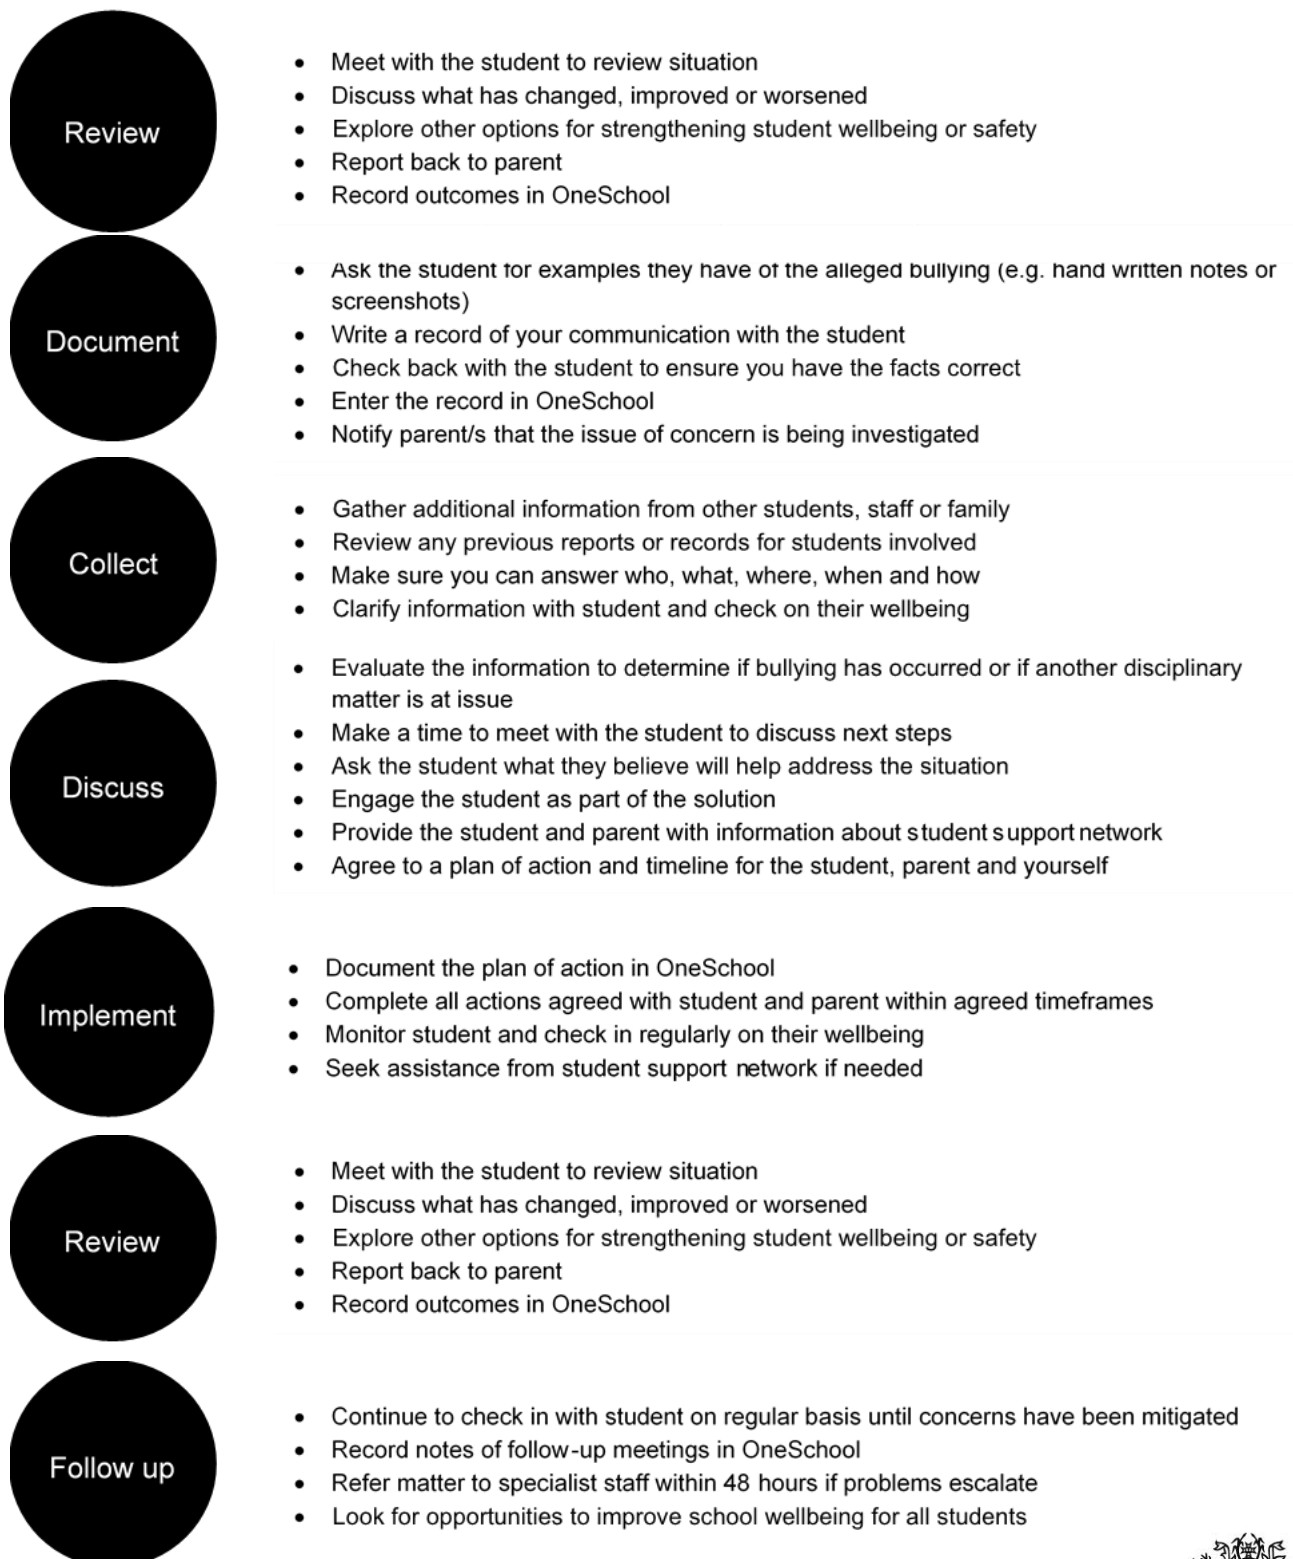 Review
• Meet with the student to review situation
• Discuss what has changed, improved or worsened
• Explore other options for strengthening student wellbeing or safety
• Report back to parent
• Record outcomes in OneSchool
Document
• Ask the student for examples they have of the alleged bullying (e.g. hand written notes or
screenshots)
• Write a record of your communication with the student
• Check back with the student to ensure you have the facts correct
• Enter the record in OneSchool
• Notify parent/s that the issue of concern is being investigated
Collect
• Gather additional information from other students, staff or family
• Review any previous reports or records for students involved
• Make sure you can answer who, what, where, when and how
• Clarify information with student and check on their wellbeing
Discuss
• Evaluate the information to determine if bullying has occurred or if another disciplinary
matter is at issue
• Make a time to meet with the student to discuss next steps
• Ask the student what they believe will help address the situation
• Engage the student as part of the solution
• Provide the student and parent with information about student support network
• Agree to a plan of action and timeline for the student, parent and yourself
Implement
• Document the plan of action in OneSchool
• Complete all actions agreed with student and parent within agreed timeframes
• Monitor student and check in regularly on their wellbeing
• Seek assistance from student support network if needed
Review
• Meet with the student to review situation
• Discuss what has changed, improved or worsened
• Explore other options for strengthening student wellbeing or safety
• Report back to parent
• Record outcomes in OneSchool
Follow up
• Continue to check in with student on regular basis until concerns have been mitigated
• Record notes of follow-up meetings in OneSchool
• Refer matter to specialist staff within 48 hours if problems escalate
• Look for opportunities to improve school wellbeing for all students